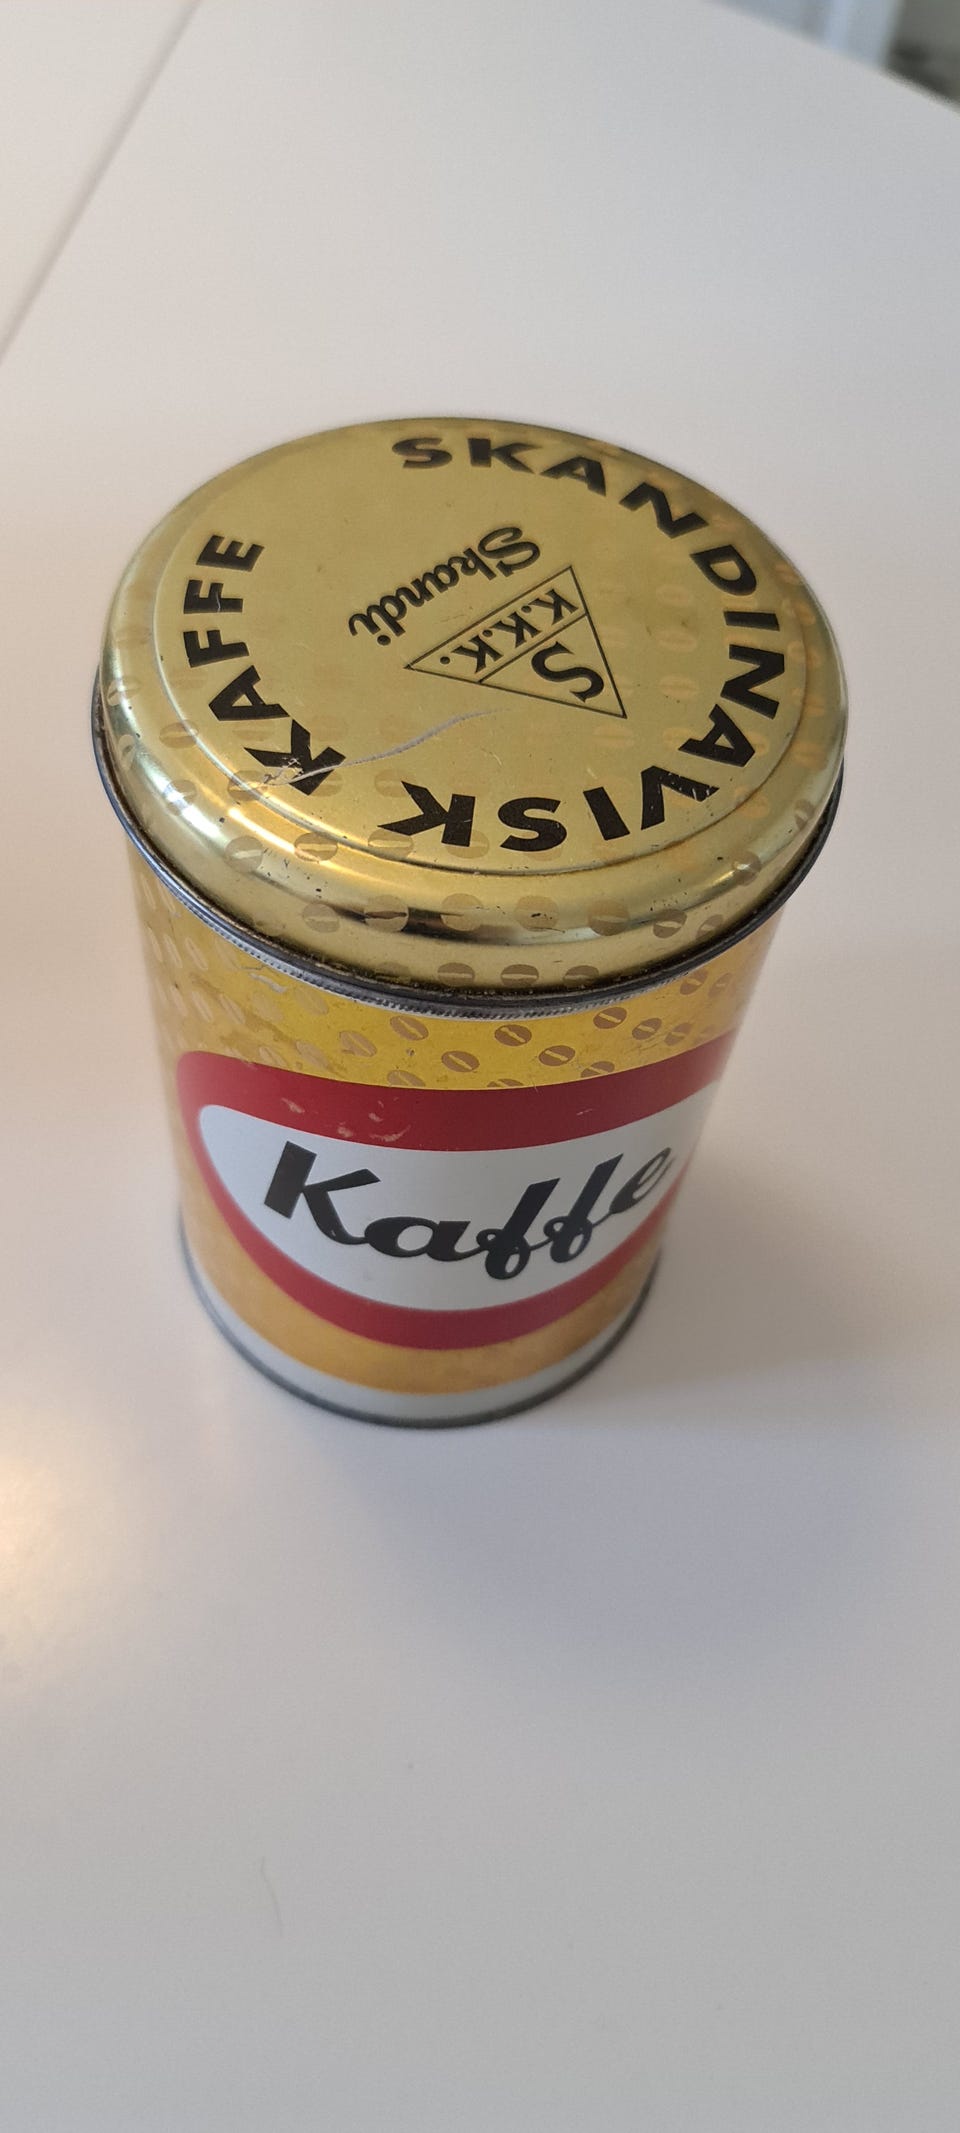 SKANDINAVISK KAFFE
S
K.K.K.
Skandi
Kaffe